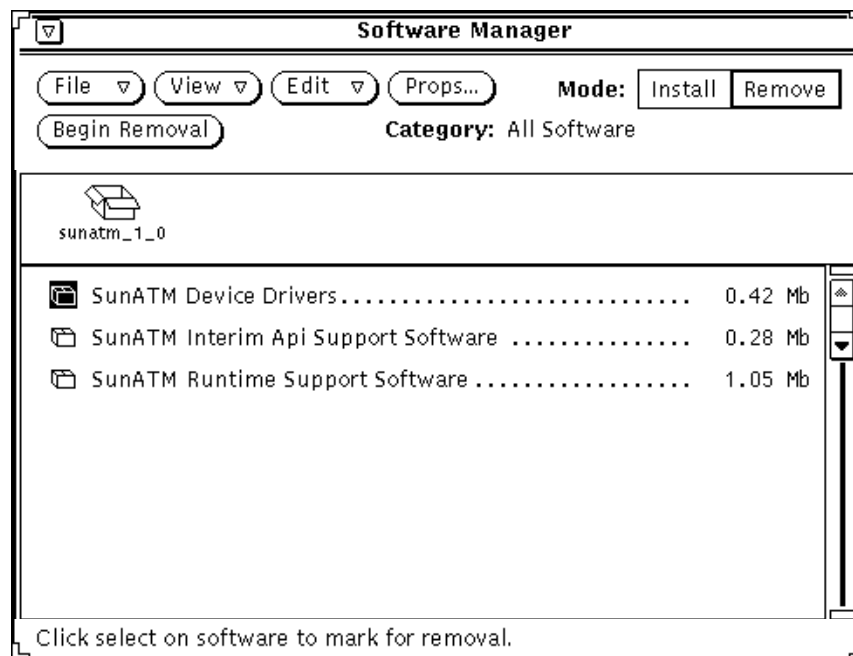 Software Manager
File View Edit Props... Mode: Install Remove
Begin Removal Category: All Software
sunatm_1_0
SunATM Device Drivers............................. 0.42 Mb
SunATM Interim Api Support Software ............... 0.28 Mb
SunATM Runtime Support Software .................. 1.05 Mb
Click select on software to mark for removal.